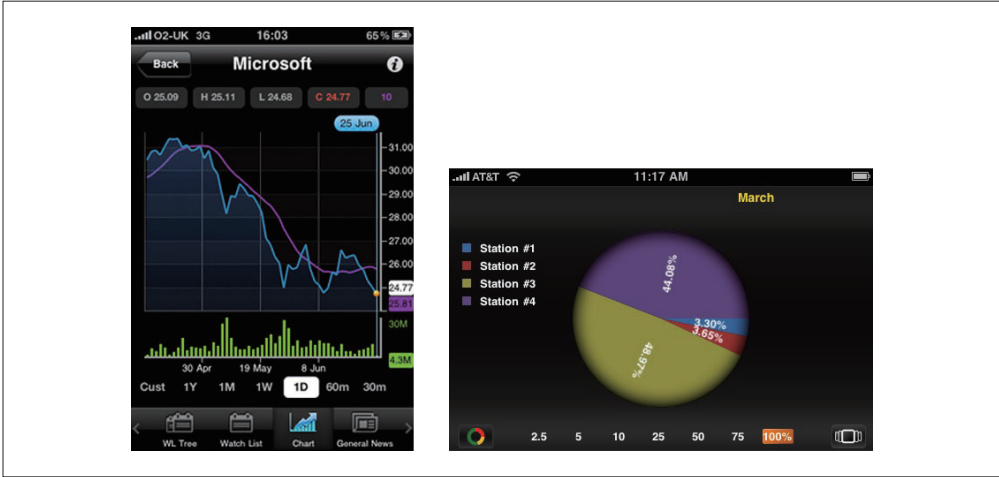 O2-UK 3G 16:03 65%
Back Microsoft i
O 25.09 H 25.11 L 24.68 C 24.77 10
25 Jun
31.00
30.00
29.00
28.00
27.00
26.00
24.77
25.81
30M
4.3M
30 Apr 19 May 8 Jun
Cust 1Y 1M 1W 1D 60m 30m
WL Tree Watch List Chart General News
AT&T 11:17 AM
March
Station #1
Station #2
Station #3
Station #4
44.08%
3.30%
3.65%
48.97%
2.5 5 10 25 50 75 100%